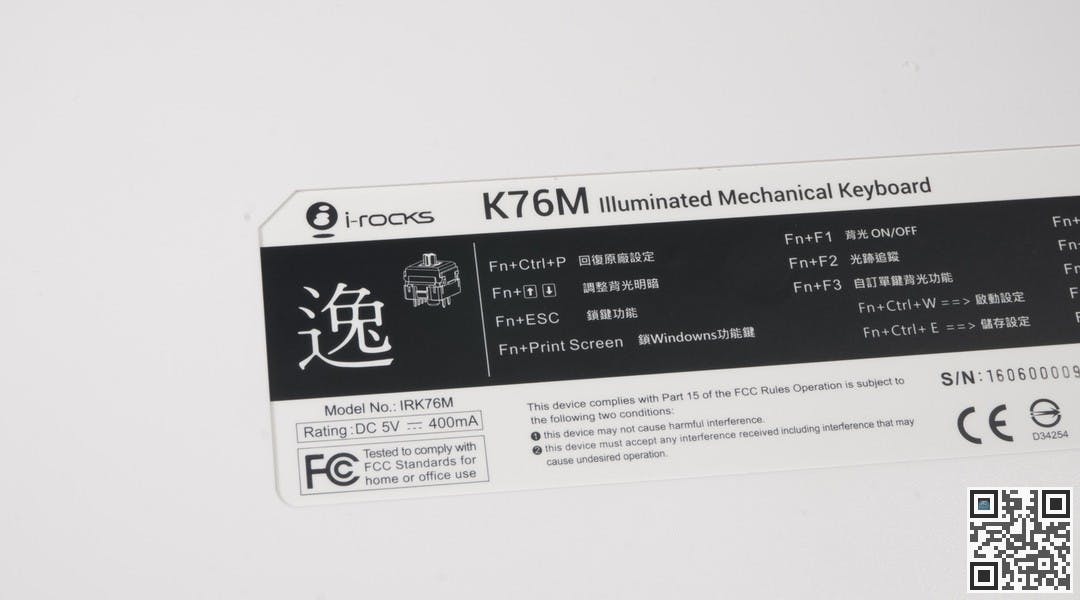 i-rocks K76M Illuminated Mechanical Keyboard
逸
Fn+Ctrl+P 回復原廠設定
Fn+⬆⬇ 調整背光明暗
Fn+ESC 鎖鍵功能
Fn+Print Screen 鎖Windows功能鍵
Fn+F1 背光 ON/OFF
Fn+F2 光跡追蹤
Fn+F3 自訂單鍵背光功能
Fn+Ctrl+W ==> 啟動設定
Fn+Ctrl+ E ==> 儲存設定
Model No.: IRK76M
Rating : DC 5V ⎓ 400mA
FC Tested to comply with
FCC Standards for
home or office use
This device complies with Part 15 of the FCC Rules Operation is subject to
the following two conditions:
❶ this device may not cause harmful interference.
❷ this device must accept any interference received including interference that may
cause undesired operation.
S/N:160600009
CE
D34254